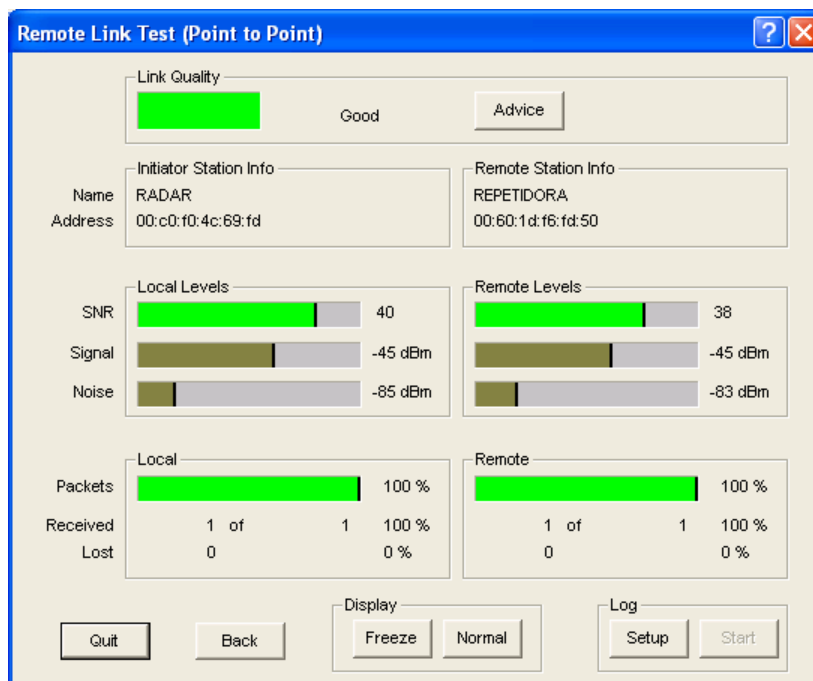 Remote Link Test (Point to Point)
Link Quality
Good
Advice
Initiator Station Info
Remote Station Info
Name RADAR REPETIDORA
Address 00:c0:f0:4c:69:fd 00:60:1d:f6:fd:50
Local Levels
Remote Levels
SNR 40 38
Signal -45 dBm -45 dBm
Noise -85 dBm -83 dBm
Local
Remote
Packets 100 % 100 %
Received 1 of 1 100 % 1 of 1 100 %
Lost 0 0 % 0 0 %
Display
Log
Quit Back Freeze Normal Setup Start